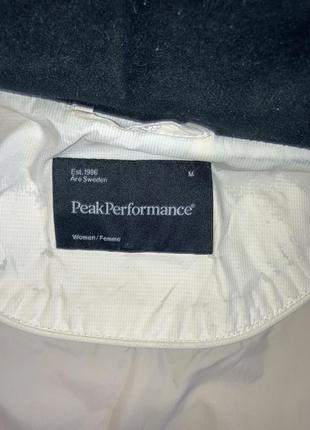 Est. 1986
Åre Sweden
M
PeakPerformance®
Women/Femme